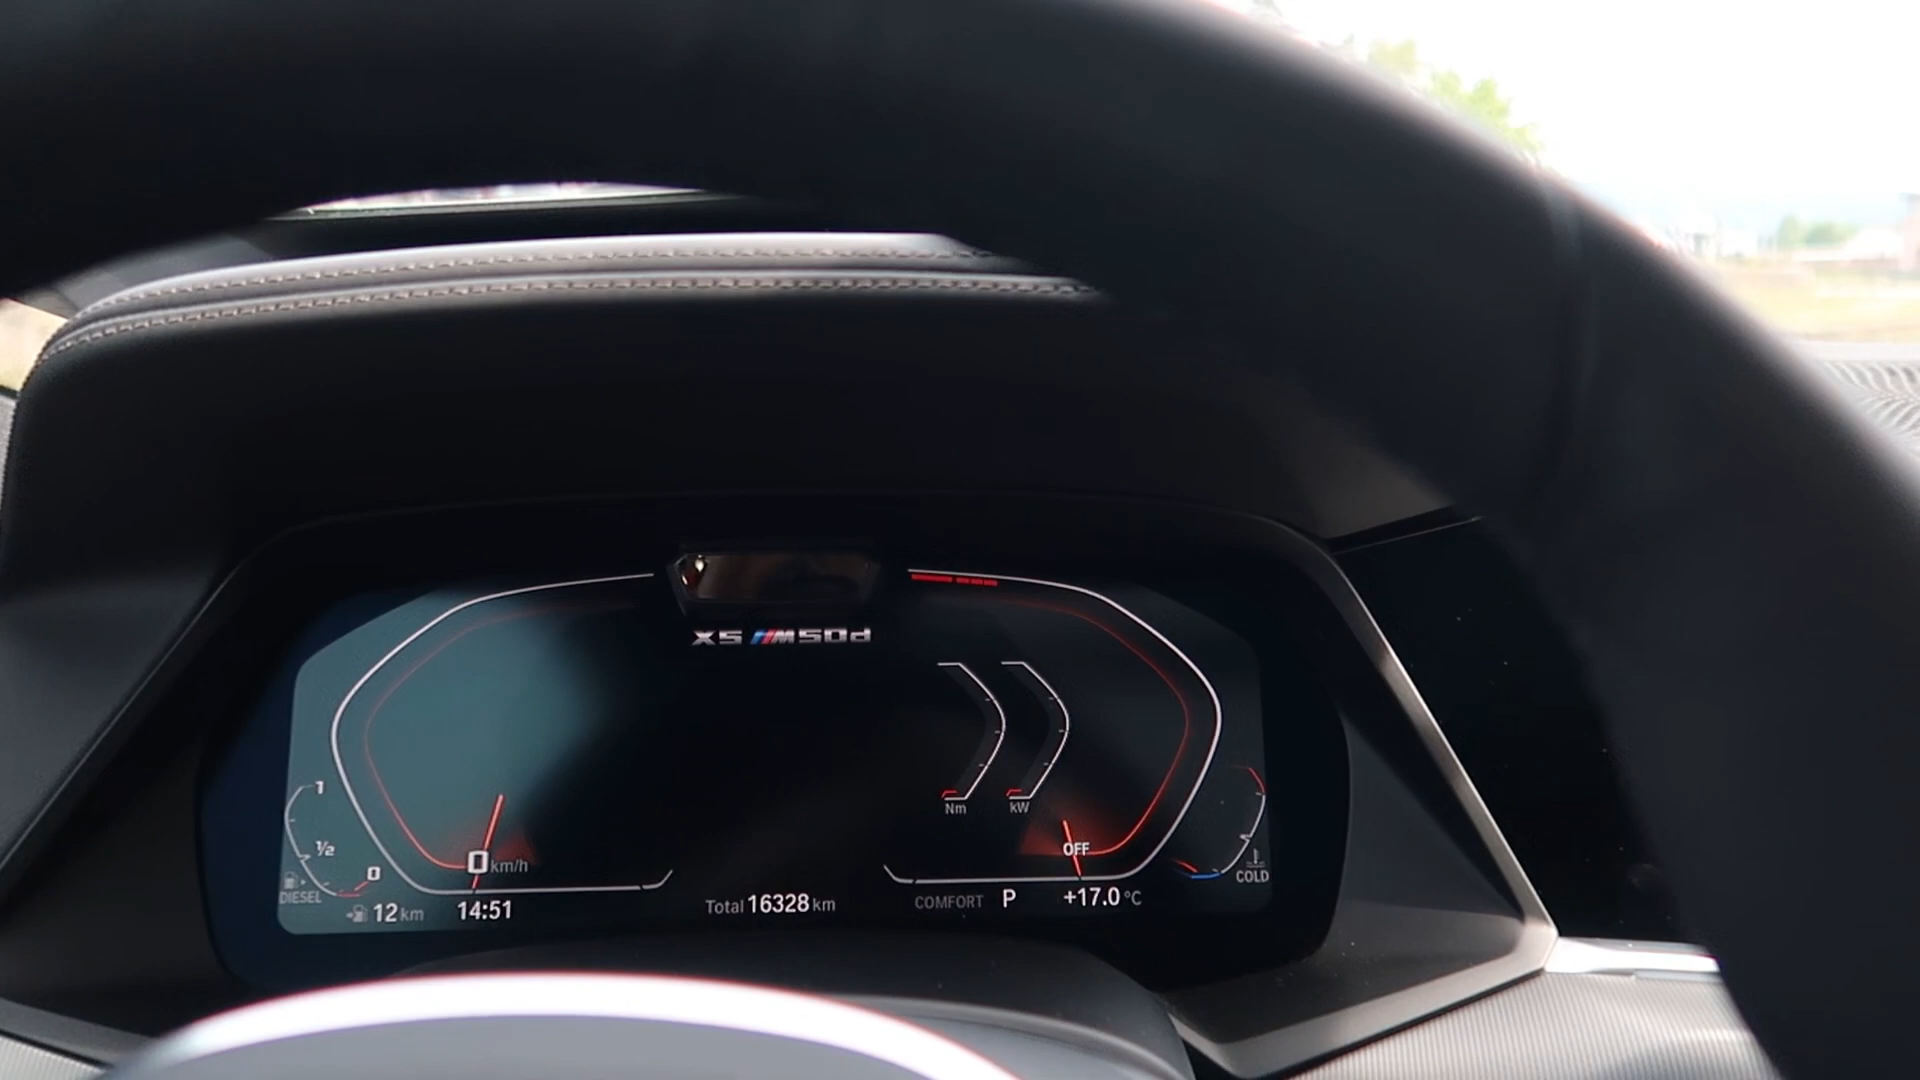 X5 M50d
Nm
kW
1
1/2
0
DIESEL
0 km/h
OFF
COLD
12 km
14:51
Total 16328 km
COMFORT
P
+17.0 °C